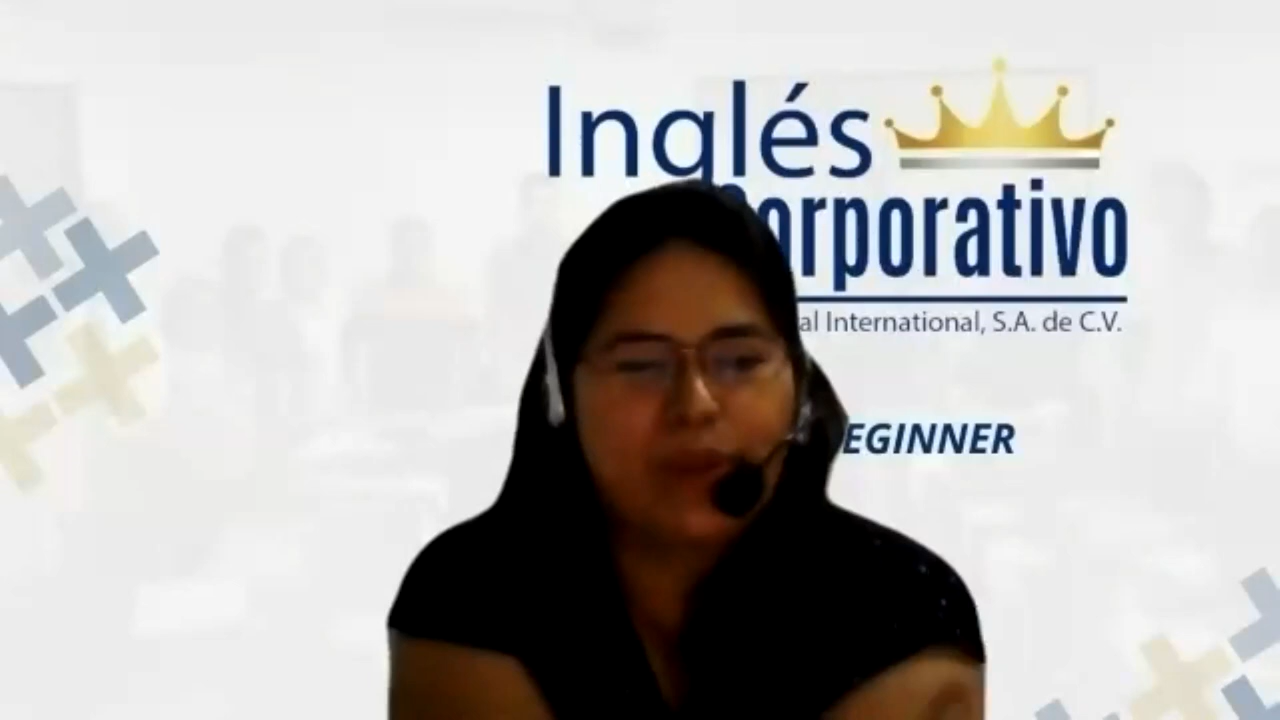 Inglés
orporativo
al International, S.A. de C.V.
EGINNER